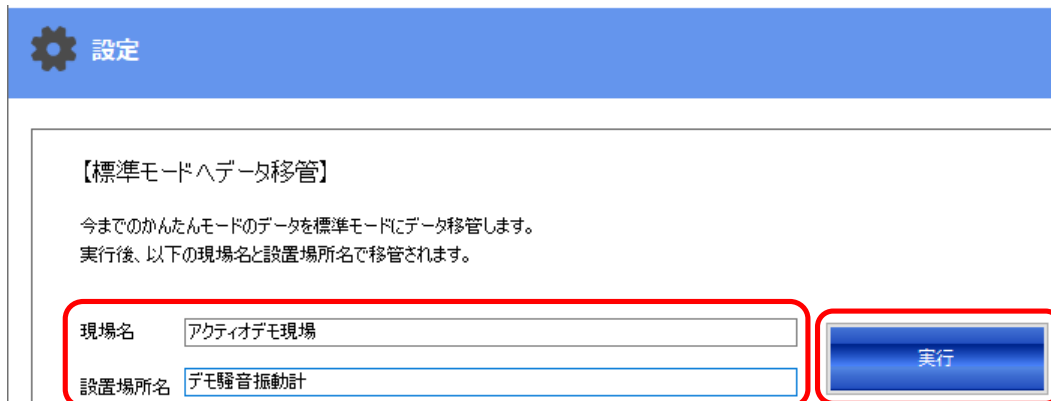 設定
【標準モードへデータ移管】
今までのかんたんモードのデータを標準モードにデータ移管します。
実行後、以下の現場名と設置場所名で移管されます。
現場名 アクティオデモ現場
実行
設置場所名 デモ騒音振動計